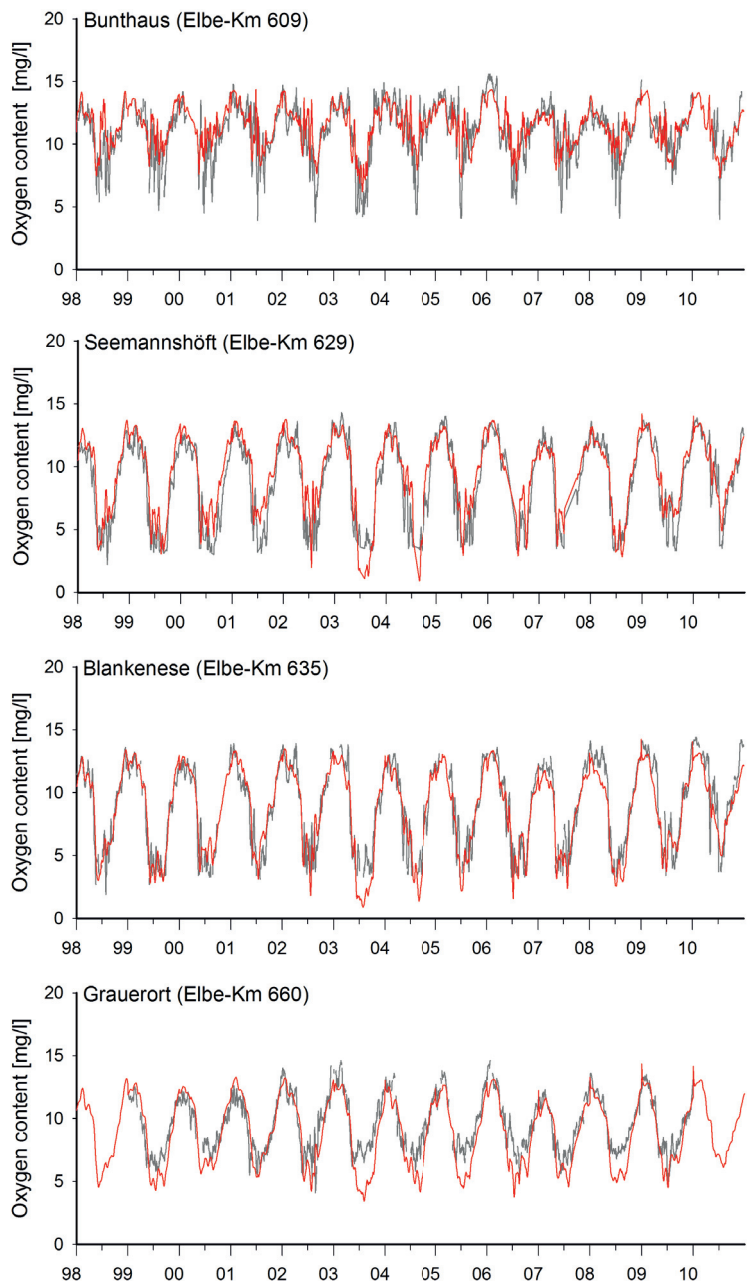 Bunthaus (Elbe-Km 609)
Oxygen content [mg/l]
20
15
10
5
0
98 99 00 01 02 03 04 05 06 07 08 09 10
Seemannshöft (Elbe-Km 629)
Oxygen content [mg/l]
20
15
10
5
0
98 99 00 01 02 03 04 05 06 07 08 09 10
Blankenese (Elbe-Km 635)
Oxygen content [mg/l]
20
15
10
5
0
98 99 00 01 02 03 04 05 06 07 08 09 10
Grauerort (Elbe-Km 660)
Oxygen content [mg/l]
20
15
10
5
0
98 99 00 01 02 03 04 05 06 07 08 09 10